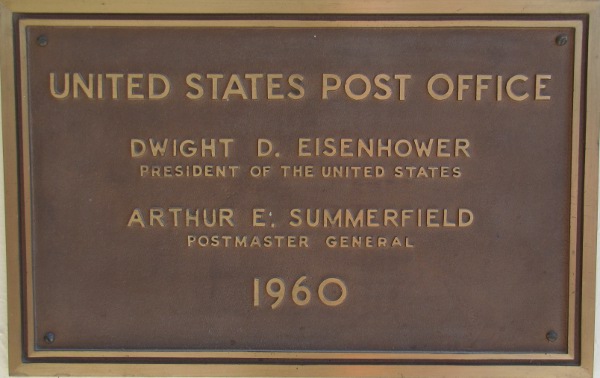 UNITED STATES POST OFFICE
DWIGHT D. EISENHOWER
PRESIDENT OF THE UNITED STATES
ARTHUR E. SUMMERFIELD
POSTMASTER GENERAL
1960